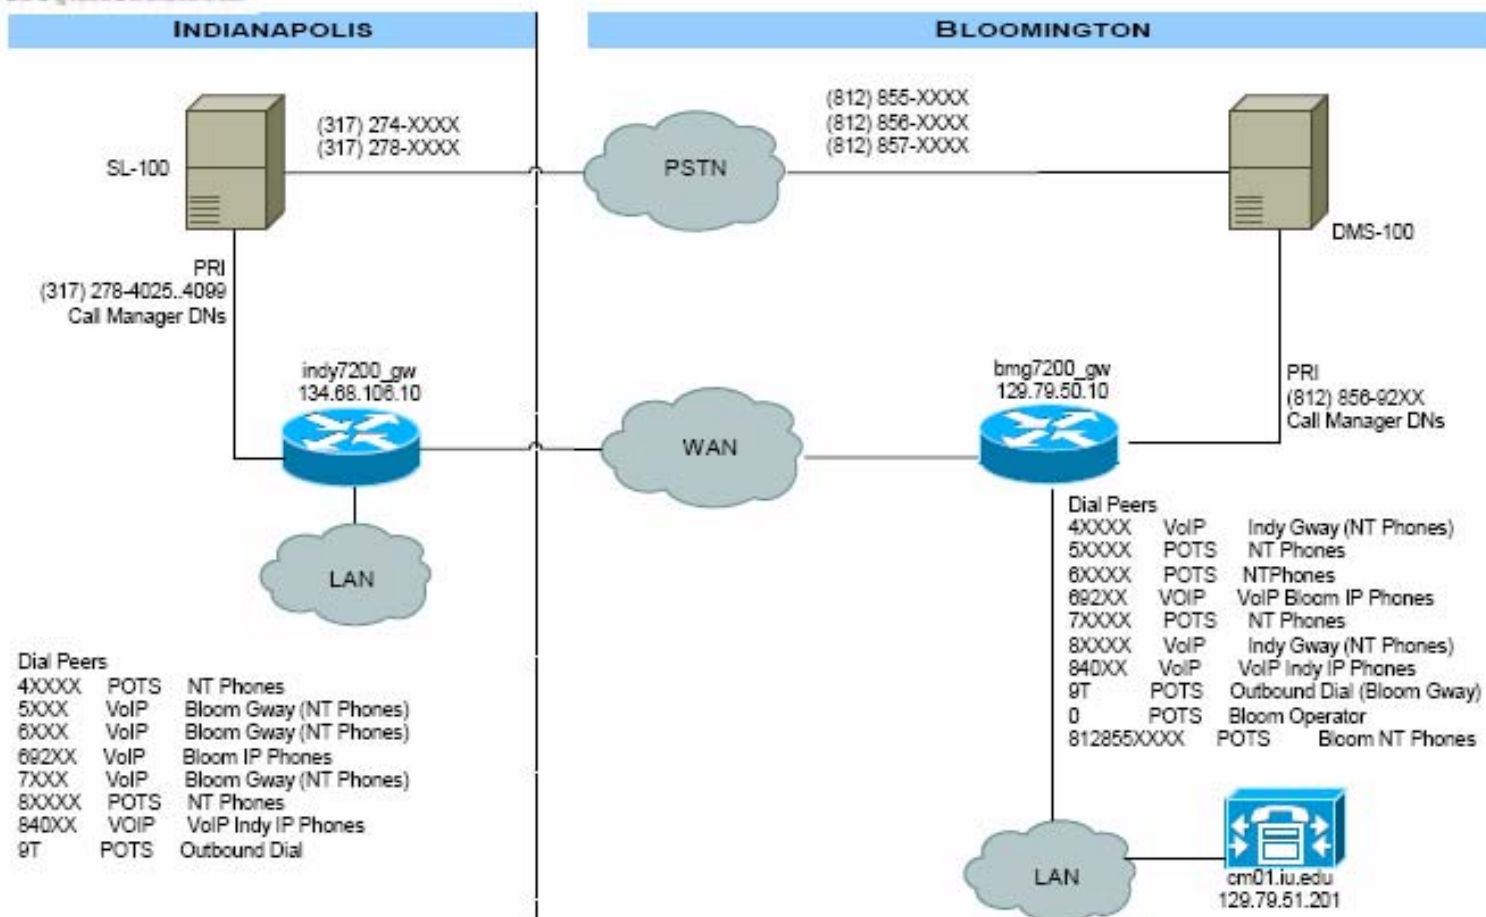 INDIANAPOLIS
BLOOMINGTON
SL-100
(317) 274-XXXX
(317) 278-XXXX
PSTN
(812) 855-XXXX
(812) 856-XXXX
(812) 857-XXXX
DMS-100
PRI
(317) 278-4025..4099
Call Manager DNs
indy7200_gw
134.68.106.10
WAN
bmg7200_gw
129.79.50.10
PRI
(812) 856-92XX
Call Manager DNs
LAN
Dial Peers
4XXXX POTS NT Phones
5XXX VoIP Bloom Gway (NT Phones)
6XXX VoIP Bloom Gway (NT Phones)
692XX VoIP Bloom IP Phones
7XXX VoIP Bloom Gway (NT Phones)
8XXXX POTS NT Phones
840XX VOIP VoIP Indy IP Phones
9T POTS Outbound Dial
Dial Peers
4XXXX VoIP Indy Gway (NT Phones)
5XXXX POTS NT Phones
6XXXX POTS NTPhones
692XX VOIP VoIP Bloom IP Phones
7XXXX POTS NT Phones
8XXXX VoIP Indy Gway (NT Phones)
840XX VoIP VoIP Indy IP Phones
9T POTS Outbound Dial (Bloom Gway)
0 POTS Bloom Operator
812855XXXX POTS Bloom NT Phones
LAN
cm01.iu.edu
129.79.51.201